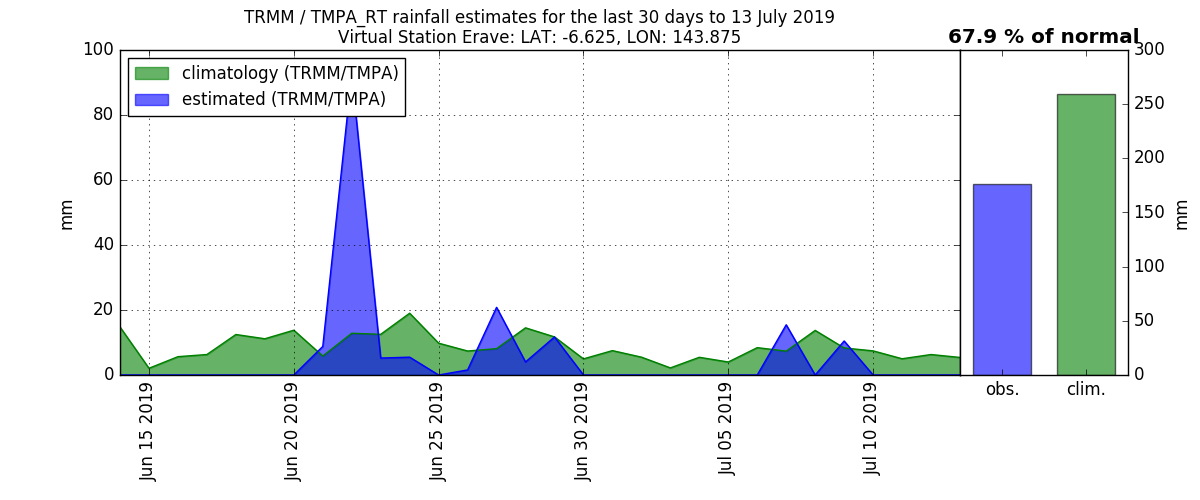 TRMM / TMPA_RT rainfall estimates for the last 30 days to 13 July 2019
Virtual Station Erave: LAT: -6.625, LON: 143.875
67.9 % of normal
climatology (TRMM/TMPA)
estimated (TRMM/TMPA)
100
80
60
40
20
0
mm
Jun 15 2019
Jun 20 2019
Jun 25 2019
Jun 30 2019
Jul 05 2019
Jul 10 2019
300
250
200
150
100
50
0
mm
obs.
clim.